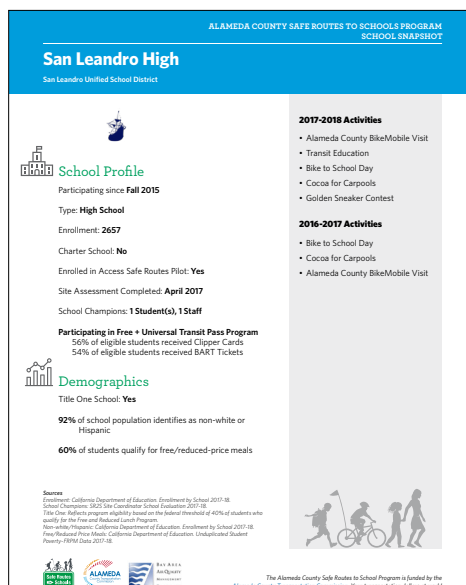 ALAMEDA COUNTY SAFE ROUTES TO SCHOOLS PROGRAM
SCHOOL SNAPSHOT
San Leandro High
San Leandro Unified School District
School Profile
Participating since Fall 2015
Type: High School
Enrollment: 2657
Charter School: No
Enrolled in Access Safe Routes Pilot: Yes
Site Assessment Completed: April 2017
School Champions: 1 Student(s), 1 Staff
Participating in Free + Universal Transit Pass Program
56% of eligible students received Clipper Cards
54% of eligible students received BART Tickets
Demographics
Title One School: Yes
92% of school population identifies as non-white or
Hispanic
60% of students qualify for free/reduced-price meals
2017-2018 Activities
• Alameda County BikeMobile Visit
• Transit Education
• Bike to School Day
• Cocoa for Carpools
• Golden Sneaker Contest
2016-2017 Activities
• Bike to School Day
• Cocoa for Carpools
• Alameda County BikeMobile Visit
Sources
Enrollment: California Department of Education. Enrollment by School 2017-18.
School Champions: SR2S Site Coordinator School Evaluation 2017-18.
Title One: Reflects program eligibility based on the federal threshold of 40% of students who
qualify for the Free and Reduced Lunch Program.
Non-white/Hispanic: California Department of Education. Enrollment by School 2017-18.
Free/Reduced Price Meals: California Department of Education. Unduplicated Student
Poverty-FRPM Data 2017-18.
Safe Routes
to Schools
ALAMEDA
BAY AREA
AIR QUALITY
MANAGEMENT
The Alameda County Safe Routes to School Program is funded by the